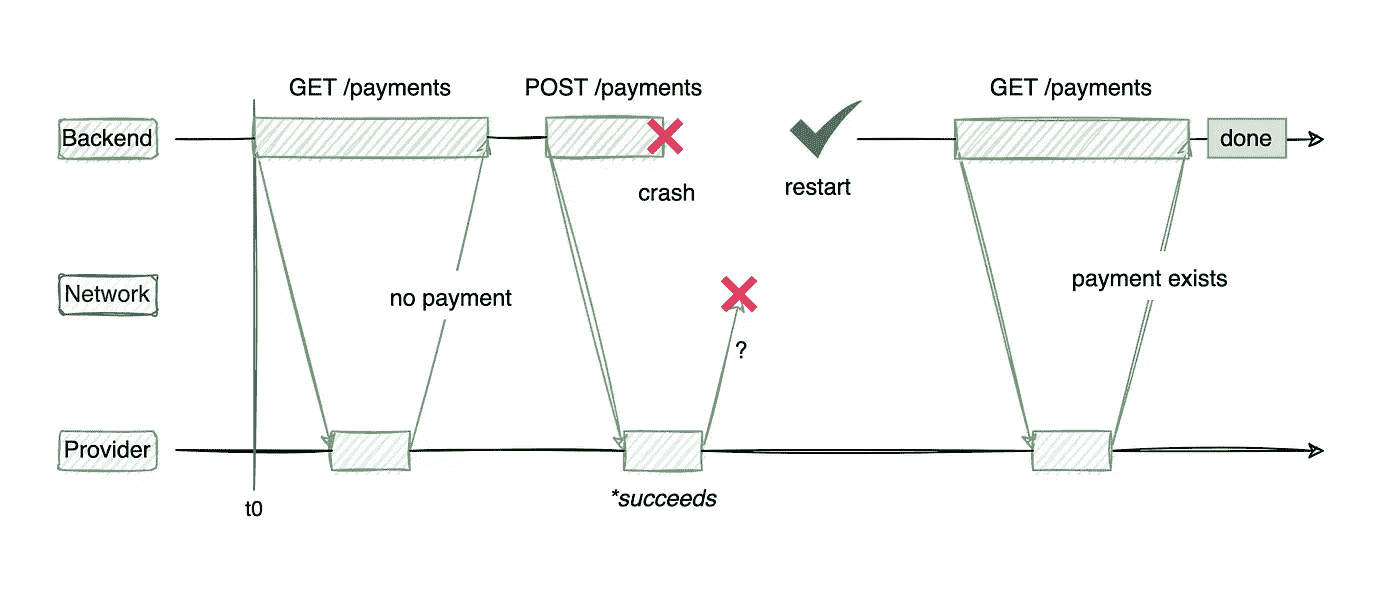 GET /payments
POST /payments
GET /payments
Backend
done
crash
restart
Network
no payment
payment exists
?
Provider
*succeeds
t0